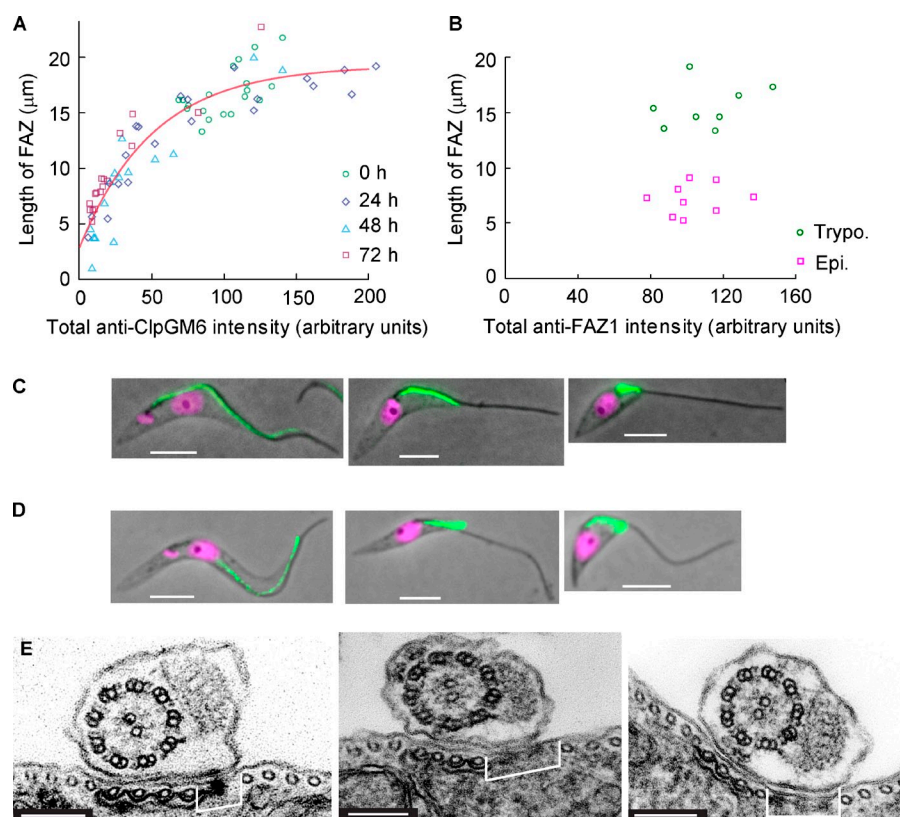 A
B
20
15
10
5
0
Length of FAZ (μm)
0
50
100
150
200
Total anti-ClpGM6 intensity (arbitrary units)
0 h
24 h
48 h
72 h
20
15
10
5
0
Length of FAZ (μm)
0
40
80
120
160
Total anti-FAZ1 intensity (arbitrary units)
Trypo.
Epi.
C
D
E